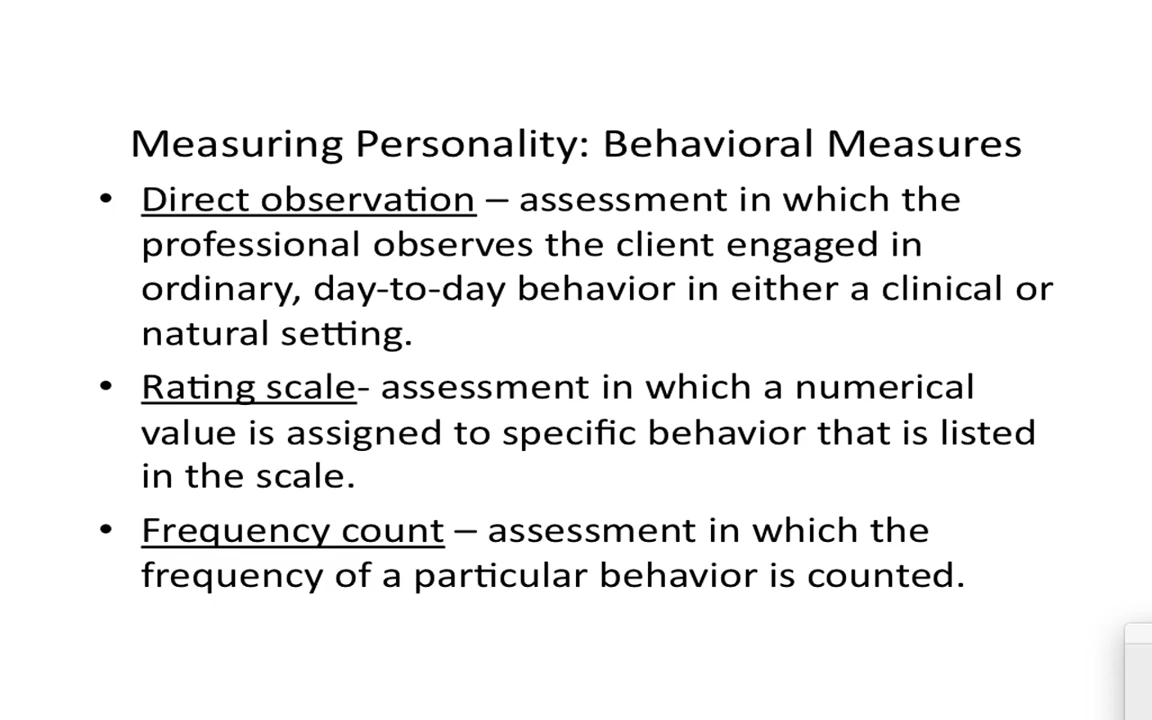 Measuring Personality: Behavioral Measures
• Direct observation – assessment in which the
professional observes the client engaged in
ordinary, day-to-day behavior in either a clinical or
natural setting.
• Rating scale- assessment in which a numerical
value is assigned to specific behavior that is listed
in the scale.
• Frequency count – assessment in which the
frequency of a particular behavior is counted.